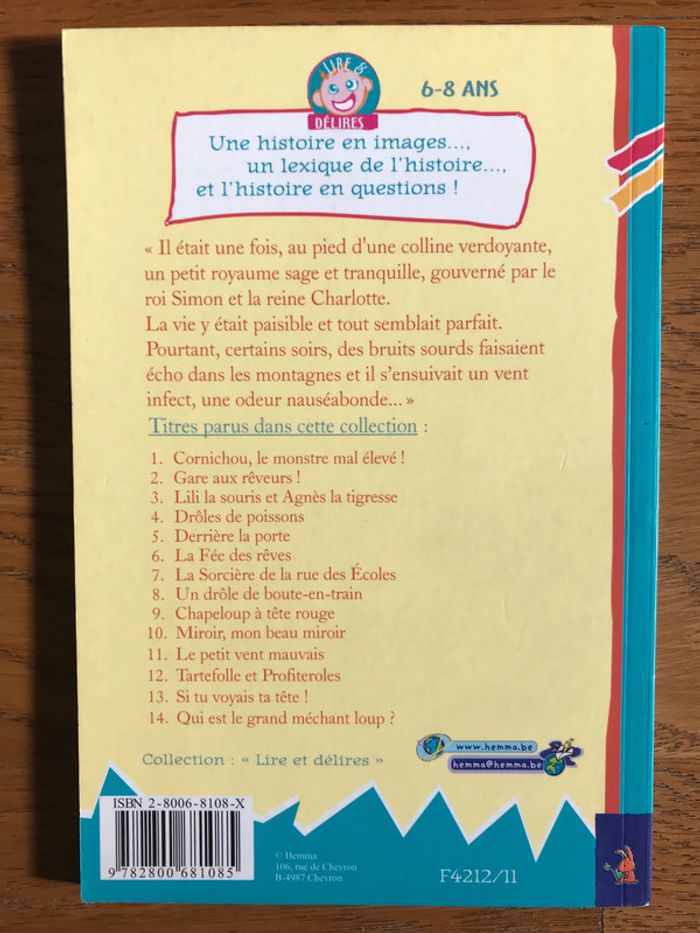 LIRE &
DÉLIRES
6-8 ANS
Une histoire en images...,
un lexique de l'histoire...,
et l'histoire en questions !
« Il était une fois, au pied d'une colline verdoyante,
un petit royaume sage et tranquille, gouverné par le
roi Simon et la reine Charlotte.
La vie y était paisible et tout semblait parfait.
Pourtant, certains soirs, des bruits sourds faisaient
écho dans les montagnes et il s'ensuivait un vent
infect, une odeur nauséabonde... »
Titres parus dans cette collection :
1. Cornichou, le monstre mal élevé !
2. Gare aux rêveurs !
3. Lili la souris et Agnès la tigresse
4. Drôles de poissons
5. Derrière la porte
6. La Fée des rêves
7. La Sorcière de la rue des Écoles
8. Un drôle de boute-en-train
9. Chapeloup à tête rouge
10. Miroir, mon beau miroir
11. Le petit vent mauvais
12. Tartefolle et Profiteroles
13. Si tu voyais ta tête !
14. Qui est le grand méchant loup ?
Collection : « Lire et délires »
www.hemma.be
hemma@hemma.be
ISBN 2-8006-8108-X
9 782800 681085
© Hemma
106, rue de Chevron
B-4987 Chevron
F4212/11